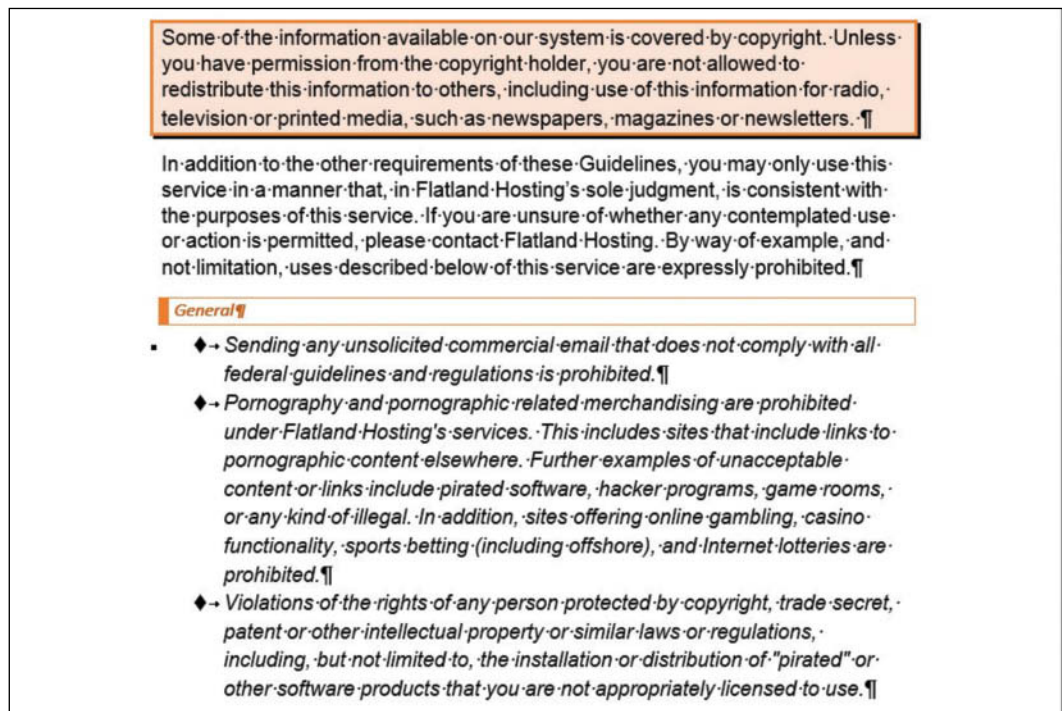 Some of the information available on our system is covered by copyright. Unless
you have permission from the copyright holder, you are not allowed to
redistribute this information to others, including use of this information for radio,
television or printed media, such as newspapers, magazines or newsletters. ¶
In addition to the other requirements of these Guidelines, you may only use this
service in a manner that, in Flatland Hosting's sole judgment, is consistent with
the purposes of this service. If you are unsure of whether any contemplated use
or action is permitted, please contact Flatland Hosting. By way of example, and
not limitation, uses described below of this service are expressly prohibited.¶
General¶
♦→ Sending any unsolicited commercial email that does not comply with all
federal guidelines and regulations is prohibited.¶
♦→ Pornography and pornographic related merchandising are prohibited
under Flatland Hosting's services. This includes sites that include links to
pornographic content elsewhere. Further examples of unacceptable
content or links include pirated software, hacker programs, game rooms,
or any kind of illegal. In addition, sites offering online gambling, casino
functionality, sports betting (including offshore), and Internet lotteries are
prohibited.¶
♦→ Violations of the rights of any person protected by copyright, trade secret,
patent or other intellectual property or similar laws or regulations,
including, but not limited to, the installation or distribution of "pirated" or
other software products that you are not appropriately licensed to use.¶